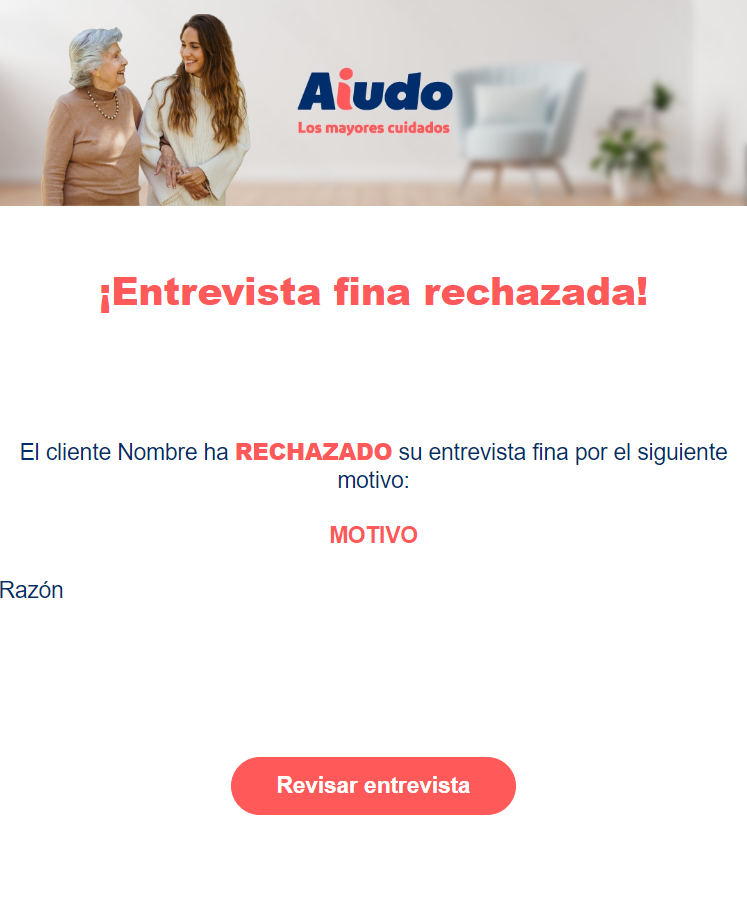 Aiudo
Los mayores cuidados
¡Entrevista fina rechazada!
El cliente Nombre ha RECHAZADO su entrevista fina por el siguiente
motivo:
MOTIVO
Razón
Revisar entrevista